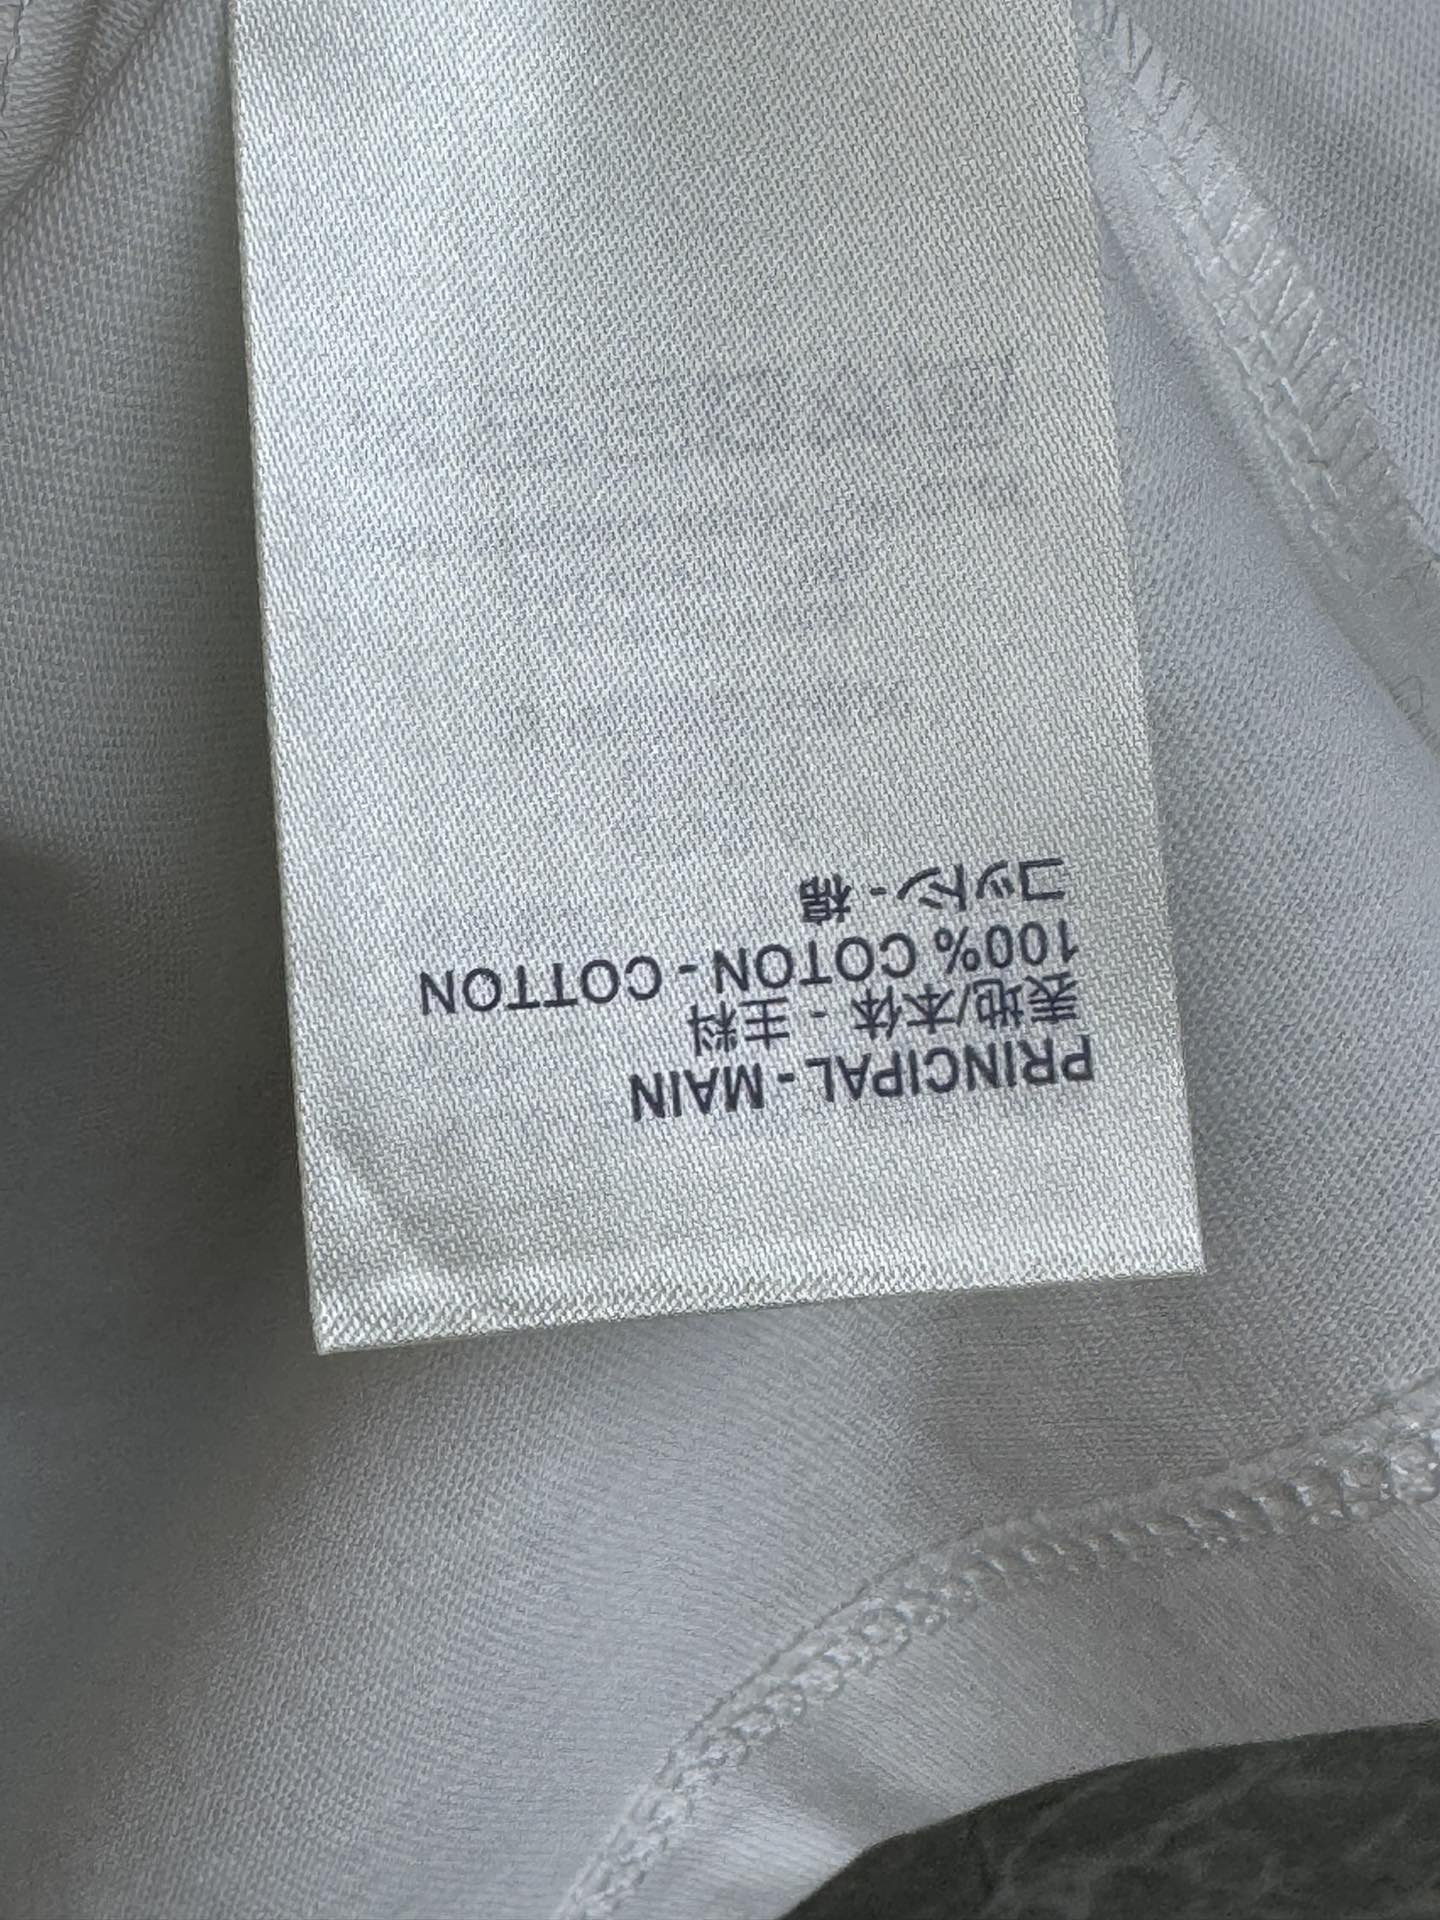 PRINCIPAL - MAIN
表地/本体 - 主料
100% COTON - COTTON
コットン - 棉